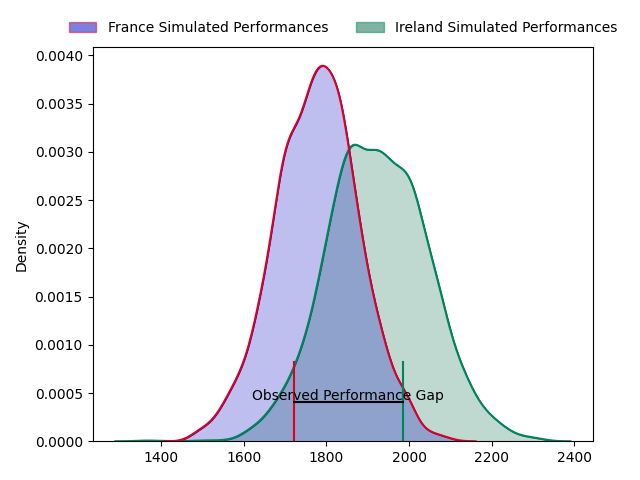 France Simulated Performances
Ireland Simulated Performances
0.0040
0.0035
0.0030
0.0025
0.0020
0.0015
0.0010
0.0005
0.0000
Density
Observed Performance Gap
1400 1600 1800 2000 2200 2400